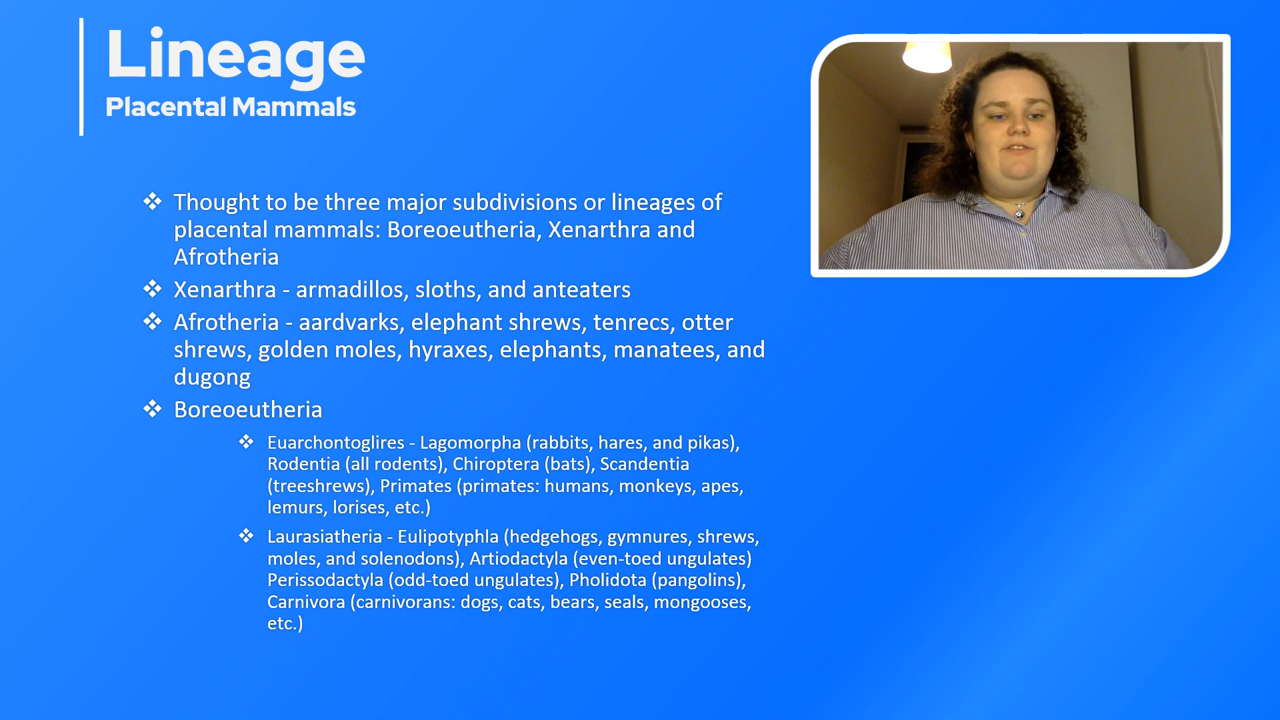 Lineage
Placental Mammals
❖ Thought to be three major subdivisions or lineages of
placental mammals: Boreoeutheria, Xenarthra and
Afrotheria
❖ Xenarthra - armadillos, sloths, and anteaters
❖ Afrotheria - aardvarks, elephant shrews, tenrecs, otter
shrews, golden moles, hyraxes, elephants, manatees, and
dugong
❖ Boreoeutheria
❖ Euarchontoglires - Lagomorpha (rabbits, hares, and pikas),
Rodentia (all rodents), Chiroptera (bats), Scandentia
(treeshrews), Primates (primates: humans, monkeys, apes,
lemurs, lorises, etc.)
❖ Laurasiatheria - Eulipotyphla (hedgehogs, gymnures, shrews,
moles, and solenodons), Artiodactyla (even-toed ungulates)
Perissodactyla (odd-toed ungulates), Pholidota (pangolins),
Carnivora (carnivorans: dogs, cats, bears, seals, mongooses,
etc.)